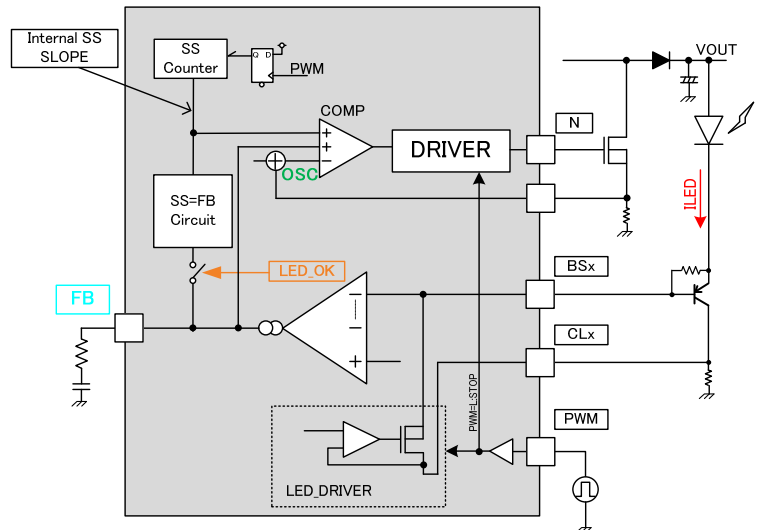 Internal SS
SLOPE
SS
Counter
Q D
PWM
COMP
VOUT
N
+
+
−
DRIVER
OSC
SS=FB
Circuit
ILED
LED_OK
BSx
FB
−
−
+
CLx
PWM=L:STOP
PWM
LED_DRIVER